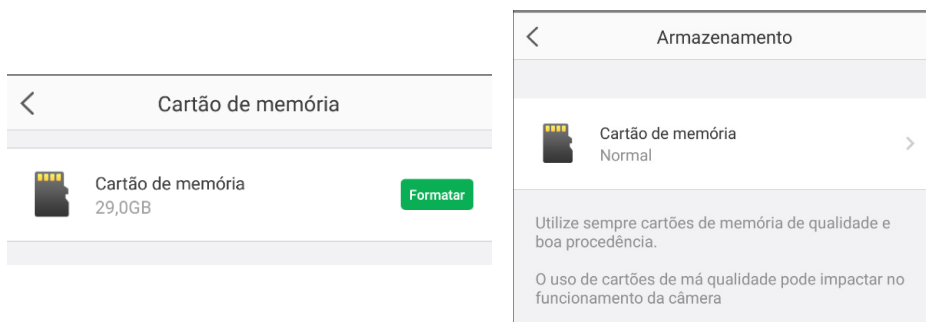 Cartão de memória
Cartão de memória
29,0GB
Formatar
Armazenamento
Cartão de memória
Normal
Utilize sempre cartões de memória de qualidade e
boa procedência.
O uso de cartões de má qualidade pode impactar no
funcionamento da câmera